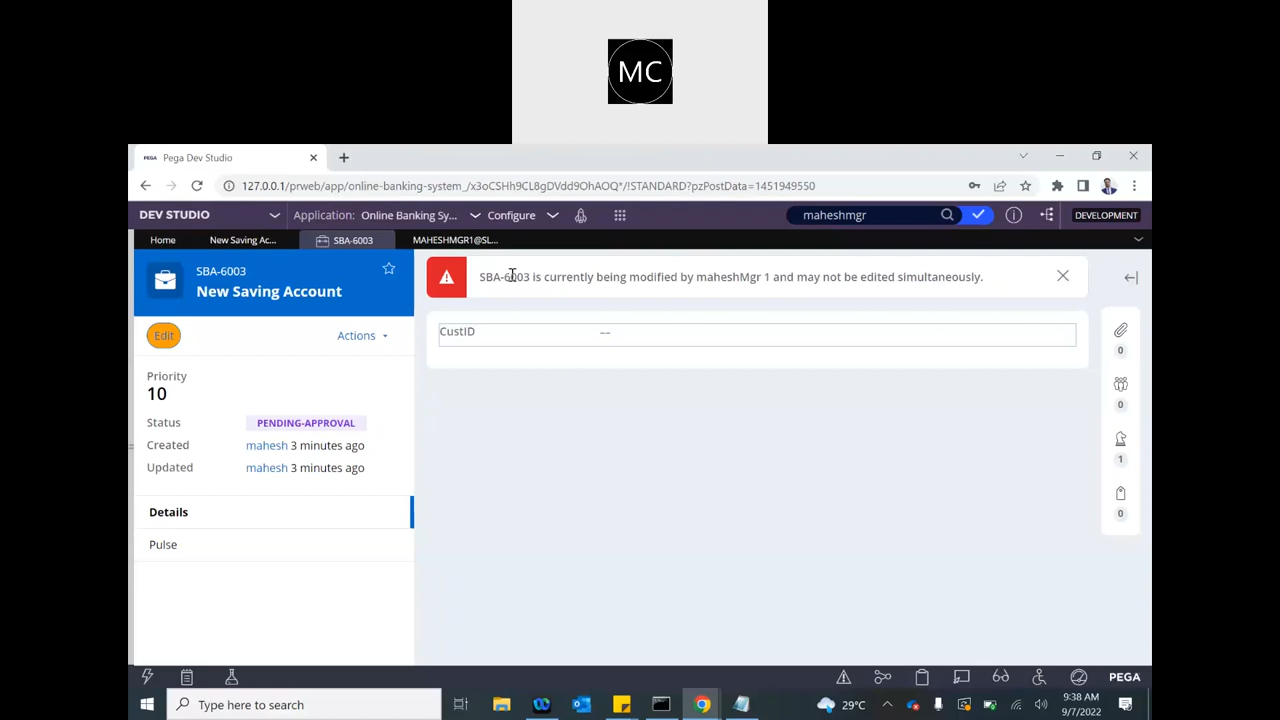 MC
PEGA Pega Dev Studio
127.0.0.1/prweb/app/online-banking-system_/x3oCSHh9CL8gDVdd9OhAOQ*/!STANDARD?pzPostData=1451949550
DEV STUDIO Application: Online Banking Sy... Configure maheshmgr DEVELOPMENT
Home New Saving Ac... SBA-6003 MAHESHMGR1@SL...
SBA-6003
New Saving Account
SBA-6003 is currently being modified by maheshMgr 1 and may not be edited simultaneously.
Edit Actions
CustID --
0
Priority
10
0
Status PENDING-APPROVAL
Created mahesh 3 minutes ago
1
Updated mahesh 3 minutes ago
Details
0
Pulse
PEGA
Type here to search
29°C
9:38 AM
9/7/2022